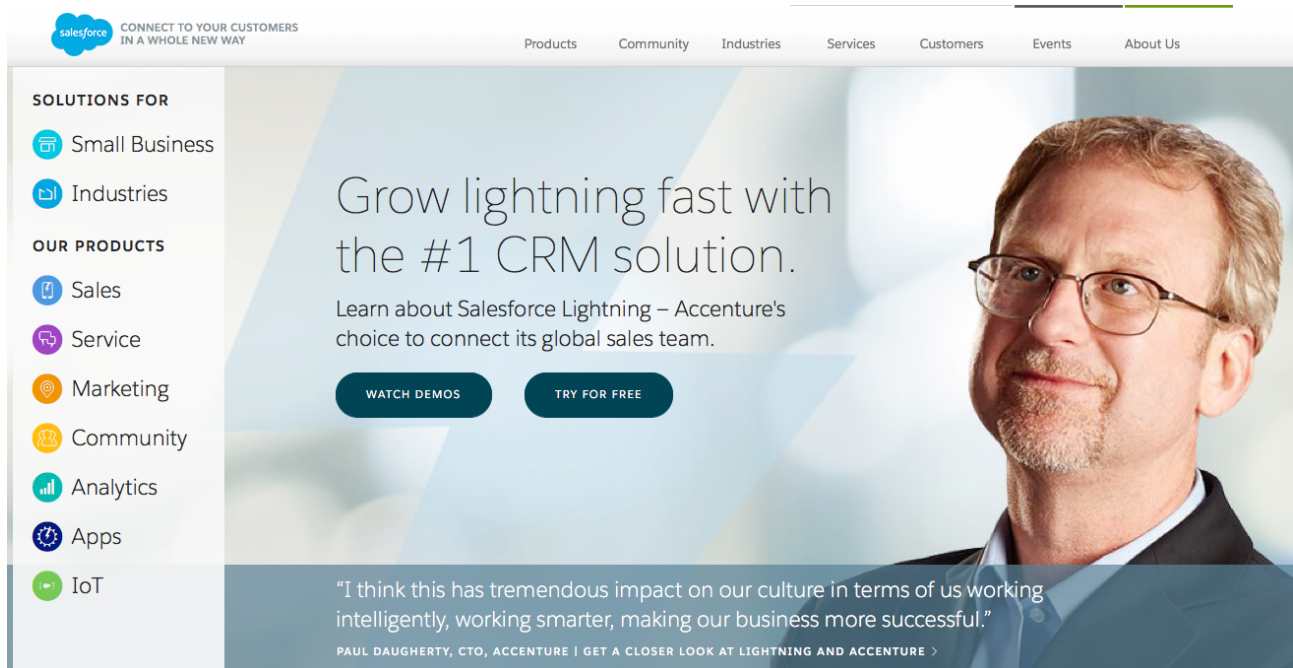 salesforce
CONNECT TO YOUR CUSTOMERS
IN A WHOLE NEW WAY
Products Community Industries Services Customers Events About Us
SOLUTIONS FOR
Small Business
Industries
OUR PRODUCTS
Sales
Service
Marketing
Community
Analytics
Apps
IoT
Grow lightning fast with
the #1 CRM solution.
Learn about Salesforce Lightning – Accenture's
choice to connect its global sales team.
WATCH DEMOS TRY FOR FREE
“I think this has tremendous impact on our culture in terms of us working
intelligently, working smarter, making our business more successful.”
PAUL DAUGHERTY, CTO, ACCENTURE | GET A CLOSER LOOK AT LIGHTNING AND ACCENTURE >